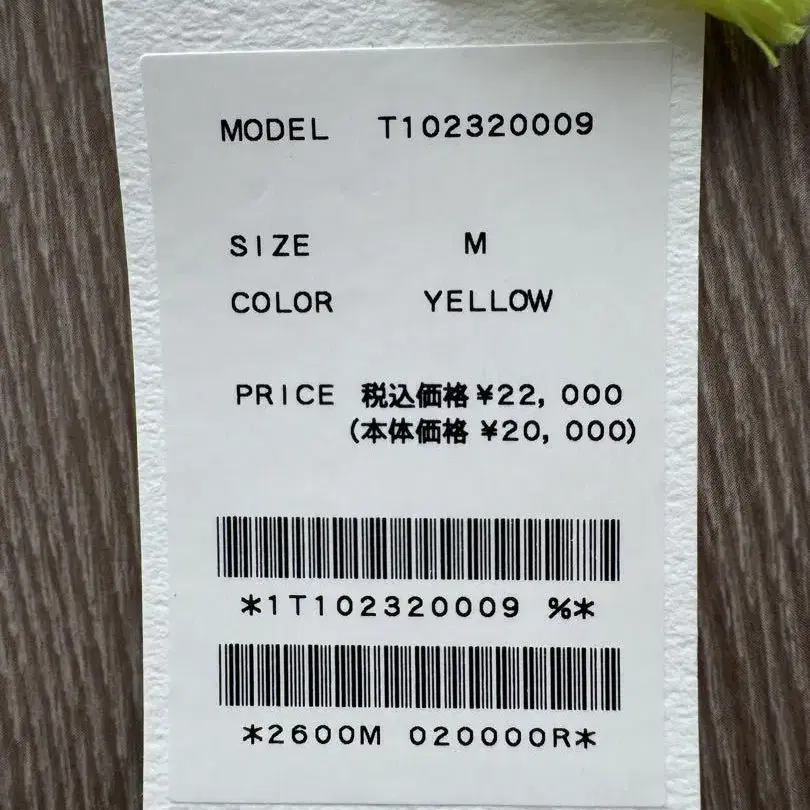 MODEL T102320009
SIZE M
COLOR YELLOW
PRICE 税込価格 ¥22, 000
(本体価格 ¥20, 000)
*1T102320009 %*
*2600M 020000R*